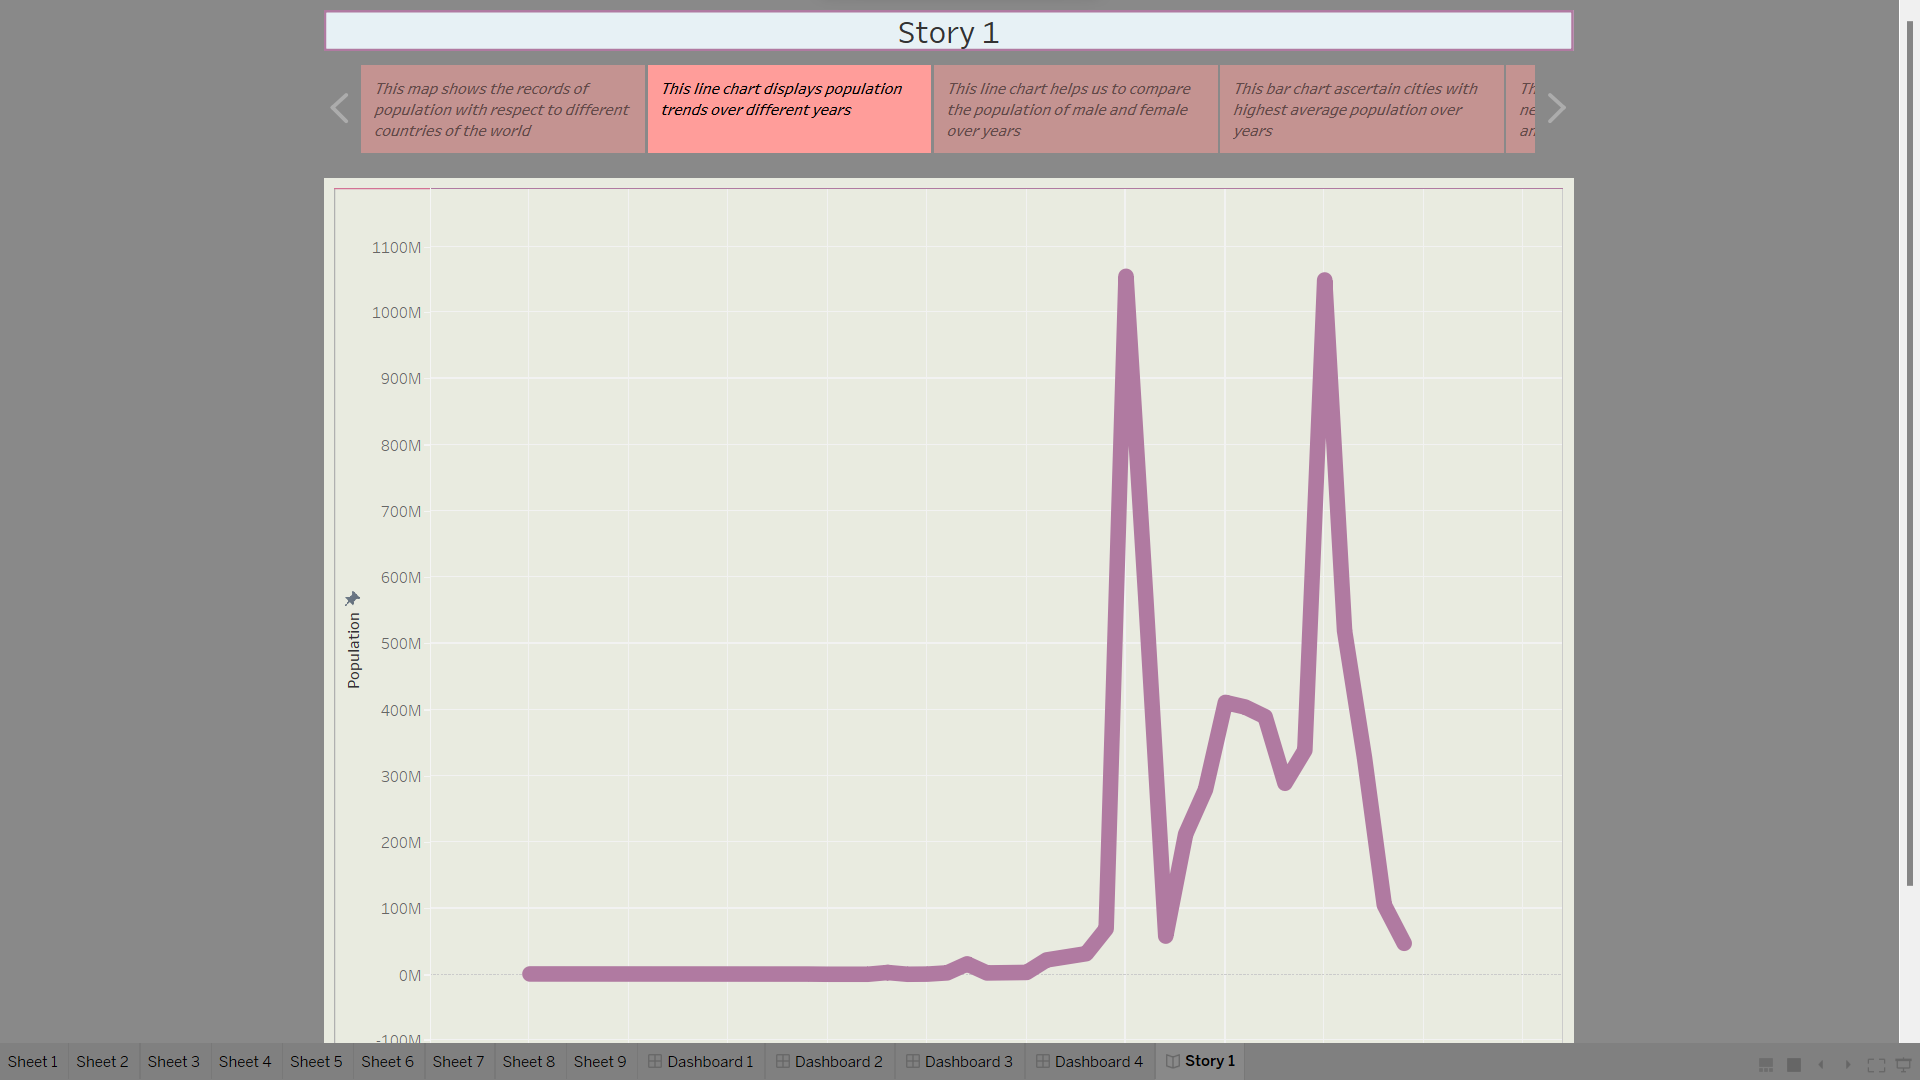 Story 1
This map shows the records of
population with respect to different
countries of the world
This line chart displays population
trends over different years
This line chart helps us to compare
the population of male and female
over years
This bar chart ascertain cities with
highest average population over
years
1100M
1000M
900M
800M
700M
600M
500M
400M
300M
200M
100M
0M
-100M
Population
Sheet 1
Sheet 2
Sheet 3
Sheet 4
Sheet 5
Sheet 6
Sheet 7
Sheet 8
Sheet 9
Dashboard 1
Dashboard 2
Dashboard 3
Dashboard 4
Story 1